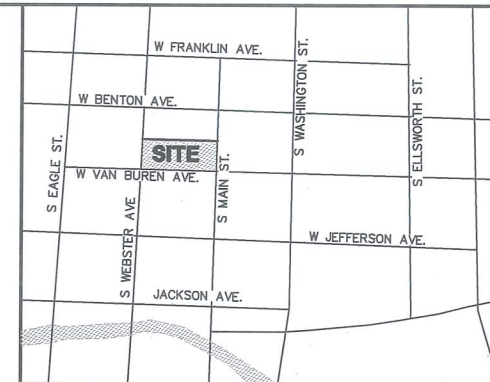 W FRANKLIN AVE.
W BENTON AVE.
S WASHINGTON ST.
S ELLSWORTH ST.
S EAGLE ST.
SITE
W VAN BUREN AVE.
S MAIN ST.
S WEBSTER AVE
W JEFFERSON AVE.
JACKSON AVE.